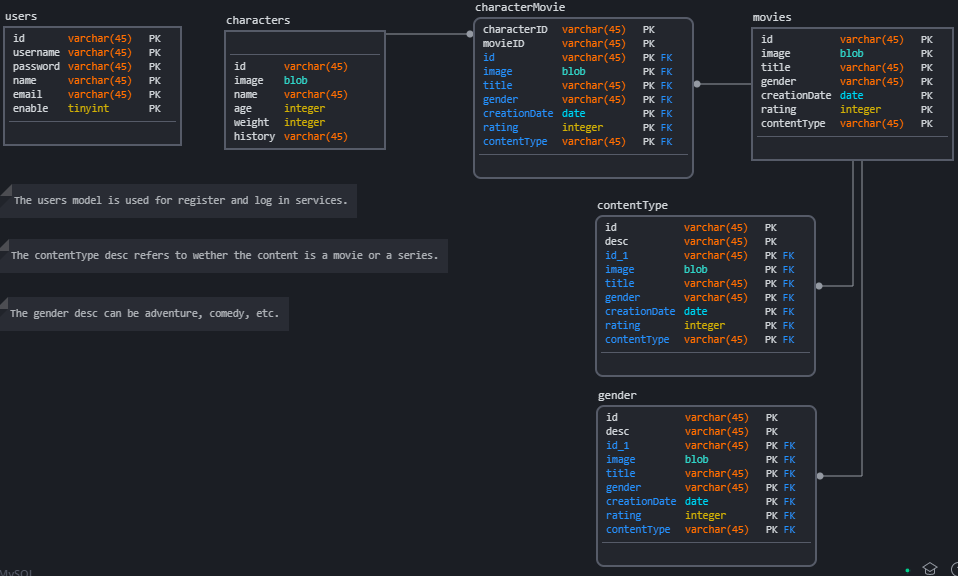 users
id varchar(45) PK
username varchar(45) PK
password varchar(45) PK
name varchar(45) PK
email varchar(45) PK
enable tinyint PK
characters
id varchar(45)
image blob
name varchar(45)
age integer
weight integer
history varchar(45)
characterMovie
characterID varchar(45) PK
movieID varchar(45) PK
id varchar(45) PK FK
image blob PK FK
title varchar(45) PK FK
gender varchar(45) PK FK
creationDate date PK FK
rating integer PK FK
contentType varchar(45) PK FK
movies
id varchar(45) PK
image blob PK
title varchar(45) PK
gender varchar(45) PK
creationDate date PK
rating integer PK
contentType varchar(45) PK
The users model is used for register and log in services.
The contentType desc refers to wether the content is a movie or a series.
The gender desc can be adventure, comedy, etc.
contentType
id varchar(45) PK
desc varchar(45) PK
id_1 varchar(45) PK FK
image blob PK FK
title varchar(45) PK FK
gender varchar(45) PK FK
creationDate date PK FK
rating integer PK FK
contentType varchar(45) PK FK
gender
id varchar(45) PK
desc varchar(45) PK
id_1 varchar(45) PK FK
image blob PK FK
title varchar(45) PK FK
gender varchar(45) PK FK
creationDate date PK FK
rating integer PK FK
contentType varchar(45) PK FK
MySQL